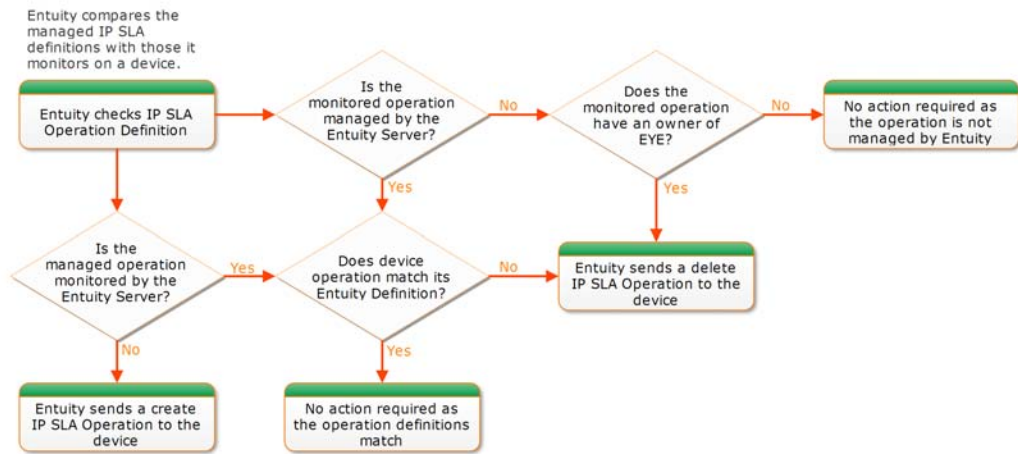 Entuity compares the
managed IP SLA
definitions with those it
monitors on a device.
Entuity checks IP SLA
Operation Definition
Is the
monitored operation
managed by the
Entuity Server?
No
Does the
monitored operation
have an owner of
EYE?
No
No action required as
the operation is not
managed by Entuity
Yes
Yes
Is the
managed operation
monitored by the
Entuity Server?
Yes
Does device
operation match its
Entuity Definition?
No
Entuity sends a delete
IP SLA Operation to the
device
No
Yes
Entuity sends a create
IP SLA Operation to the
device
No action required as
the operation definitions
match